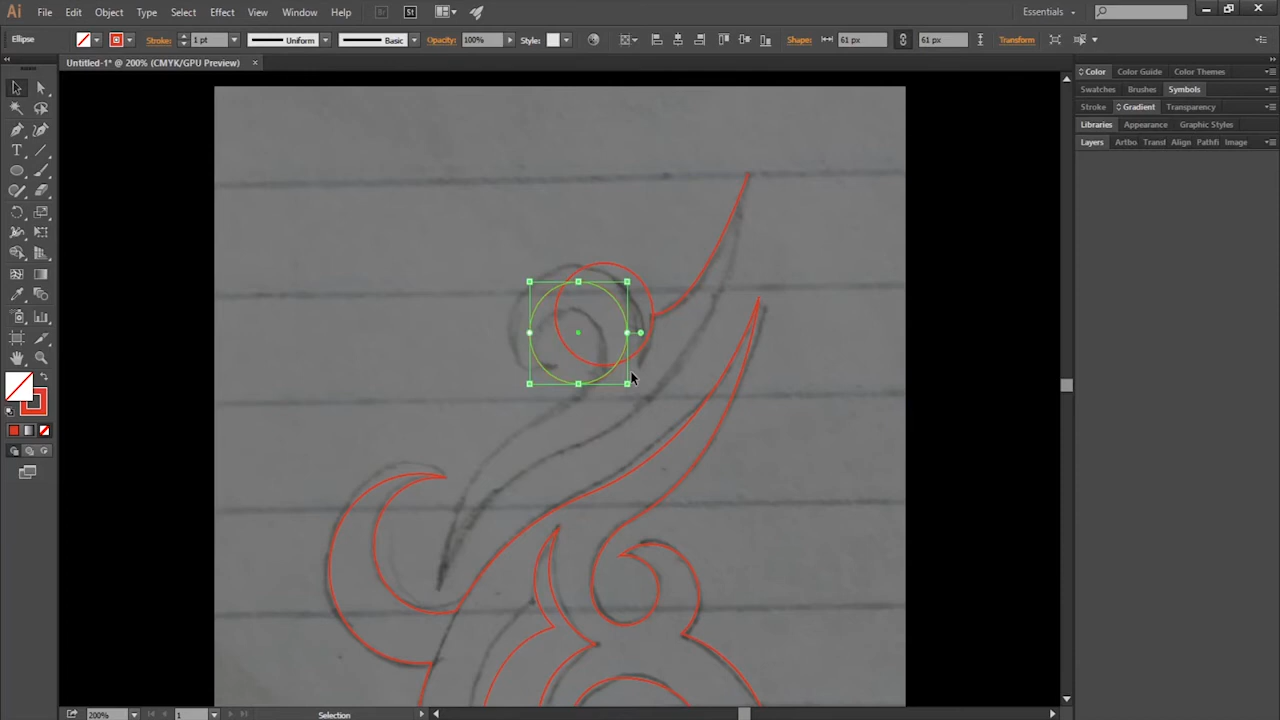 Ai File Edit Object Type Select Effect View Window Help Br St Essentials
Ellipse Stroke: 1 pt Uniform Basic Opacity: 100% Style: Shape: 61 px 61 px Transform
Untitled-1* @ 200% (CMYK/GPU Preview) ×
Color Color Guide Color Themes
Swatches Brushes Symbols
Stroke Gradient Transparency
Libraries Appearance Graphic Styles
Layers Artbo Transf Align Pathfi Image
200% 1 Selection